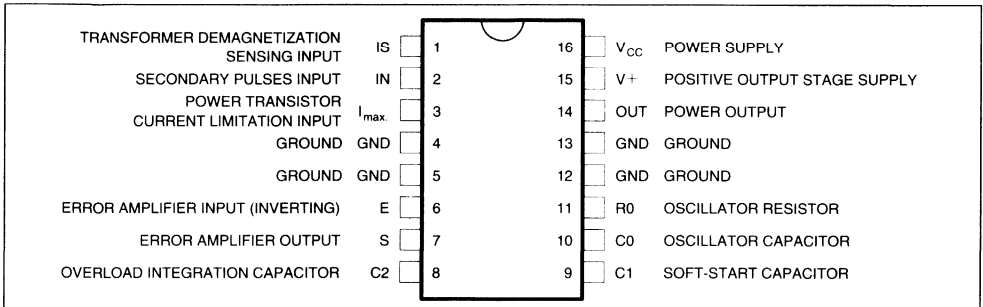 TRANSFORMER DEMAGNETIZATION
SENSING INPUT IS 1
SECONDARY PULSES INPUT IN 2
POWER TRANSISTOR
CURRENT LIMITATION INPUT Imax. 3
GROUND GND 4
GROUND GND 5
ERROR AMPLIFIER INPUT (INVERTING) E 6
ERROR AMPLIFIER OUTPUT S 7
OVERLOAD INTEGRATION CAPACITOR C2 8
16 VCC POWER SUPPLY
15 V+ POSITIVE OUTPUT STAGE SUPPLY
14 OUT POWER OUTPUT
13 GND GROUND
12 GND GROUND
11 R0 OSCILLATOR RESISTOR
10 C0 OSCILLATOR CAPACITOR
9 C1 SOFT-START CAPACITOR